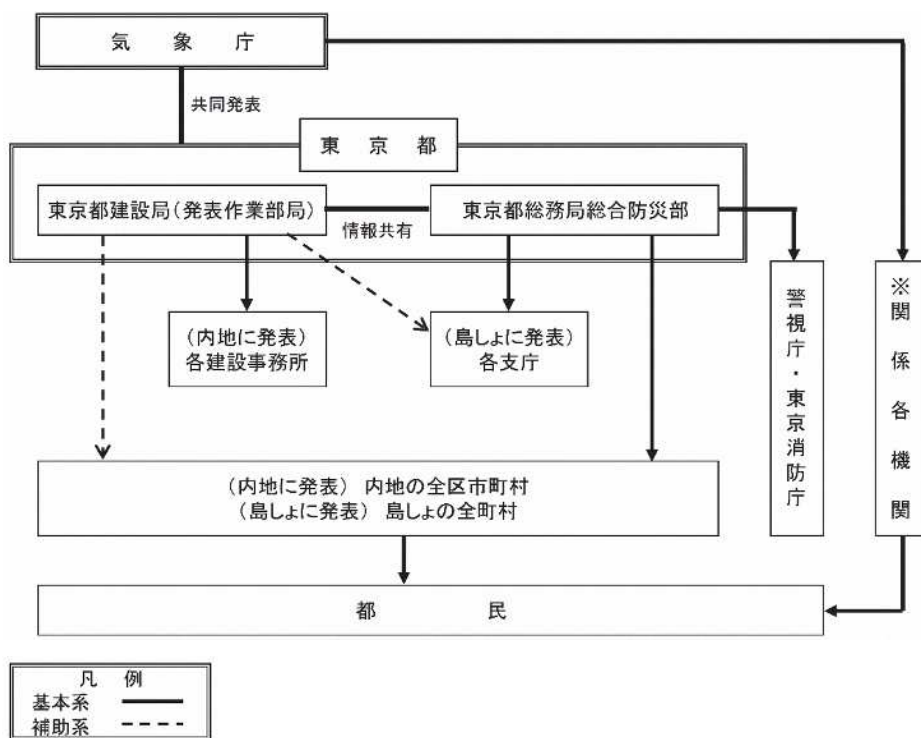 気象庁
共同発表
東京都
東京都建設局(発表作業部局)
情報共有
東京都総務局総合防災部
(内地に発表)
各建設事務所
(島しょに発表)
各支庁
警視庁・東京消防庁
※関係各機関
(内地に発表) 内地の全区市町村
(島しょに発表) 島しょの全町村
都民
凡例
基本系
補助系